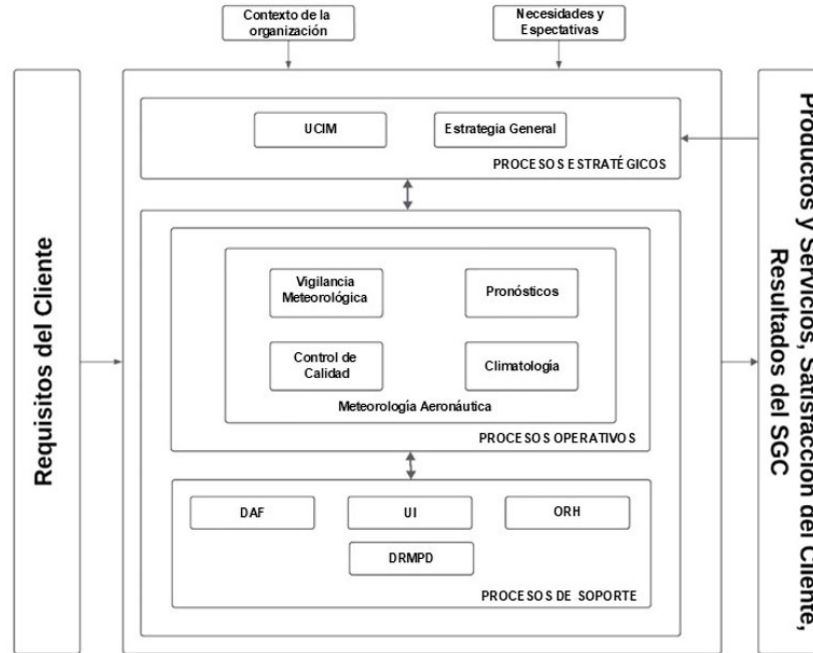 Contexto de la
organización
Necesidades y
Espectativas
Requisitos del Cliente
UCIM
Estrategia General
PROCESOS ESTRATÉGICOS
Vigilancia
Meteorológica
Pronósticos
Control de
Calidad
Climatología
Meteorología Aeronáutica
PROCESOS OPERATIVOS
DAF
UI
ORH
DRMPD
PROCESOS DE SOPORTE
Productos y Servicios, Satisfacción del Cliente,
Resultados del SGC